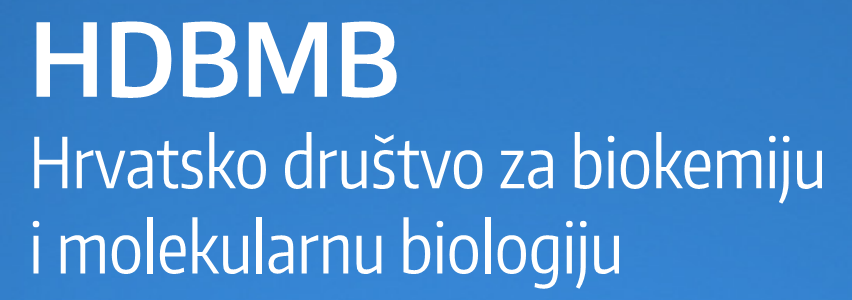 HDBMB
Hrvatsko društvo za biokemiju
i molekularnu biologiju